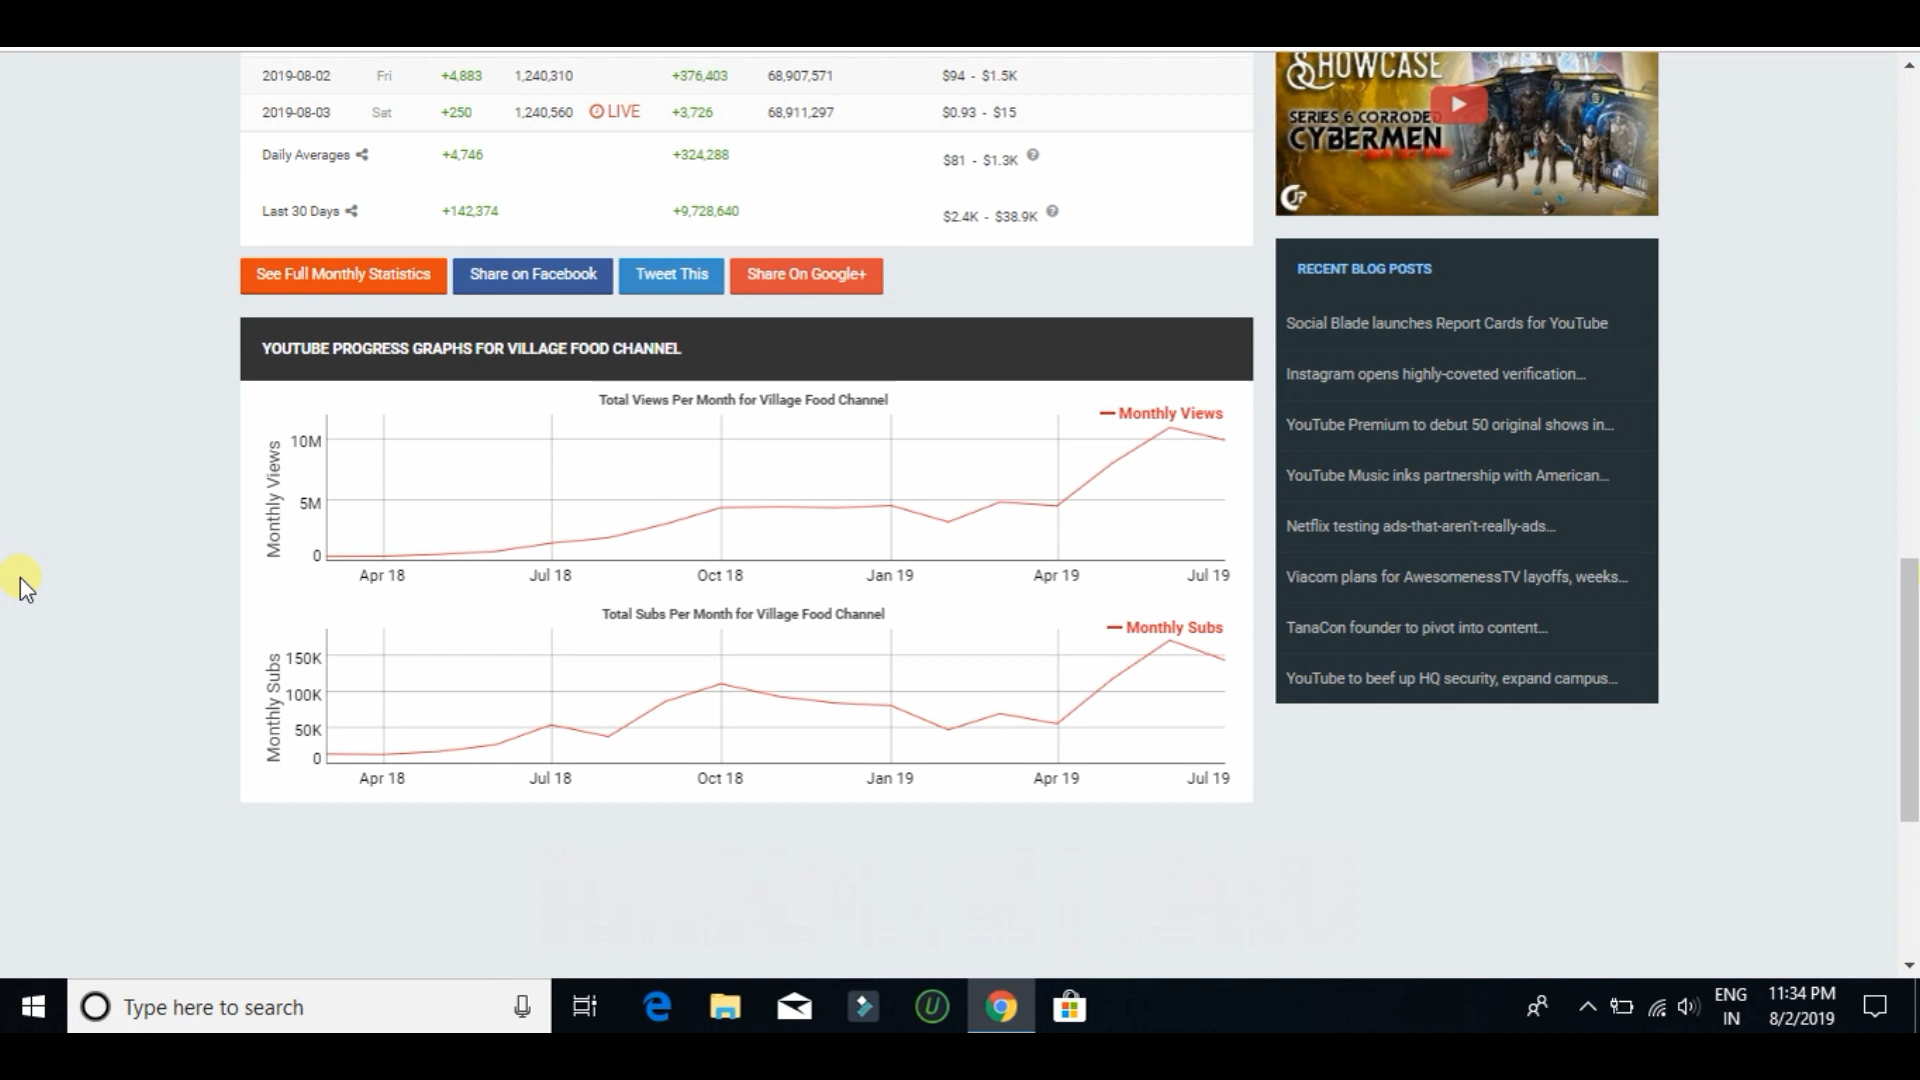 2019-08-02 Fri +4,883 1,240,310 +376,403 68,907,571 $94 - $1.5K
2019-08-03 Sat +250 1,240,560 LIVE +3,726 68,911,297 $0.93 - $15
Daily Averages +4,746 +324,288 $81 - $1.3K
Last 30 Days +142,374 +9,728,640 $2.4K - $38.9K
See Full Monthly Statistics Share on Facebook Tweet This Share On Google+
YOUTUBE PROGRESS GRAPHS FOR VILLAGE FOOD CHANNEL
Total Views Per Month for Village Food Channel
Monthly Views
Monthly Views
10M
5M
0
Apr 18 Jul 18 Oct 18 Jan 19 Apr 19 Jul 19
Total Subs Per Month for Village Food Channel
Monthly Subs
Monthly Subs
150K
100K
50K
0
Apr 18 Jul 18 Oct 18 Jan 19 Apr 19 Jul 19
SHOWCASE
SERIES 6 CORRODED
CYBERMEN
RECENT BLOG POSTS
Social Blade launches Report Cards for YouTube
Instagram opens highly-coveted verification...
YouTube Premium to debut 50 original shows in...
YouTube Music inks partnership with American...
Netflix testing ads-that-aren't-really-ads...
Viacom plans for AwesomenessTV layoffs, weeks...
TanaCon founder to pivot into content...
YouTube to beef up HQ security, expand campus...
Type here to search
ENG
IN
11:34 PM
8/2/2019